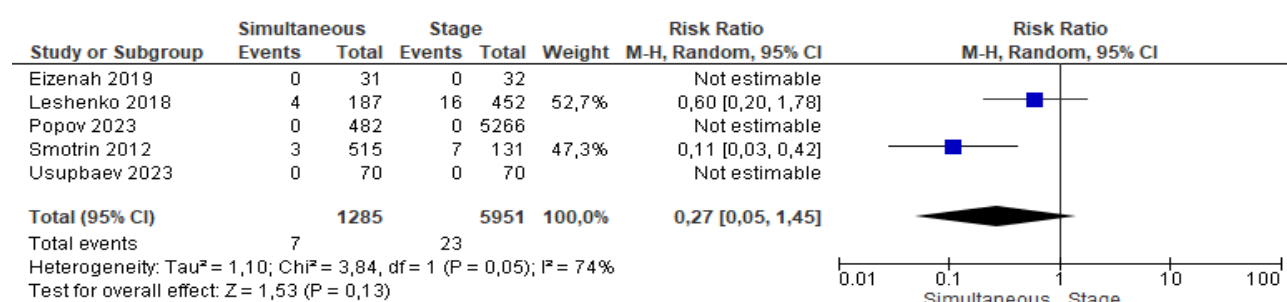 Simultaneous Stage Risk Ratio Risk Ratio
Study or Subgroup Events Total Events Total Weight M-H, Random, 95% CI M-H, Random, 95% CI
Eizenah 2019 0 31 0 32 Not estimable
Leshenko 2018 4 187 16 452 52,7% 0,60 [0,20, 1,78]
Popov 2023 0 482 0 5266 Not estimable
Smotrin 2012 3 515 7 131 47,3% 0,11 [0,03, 0,42]
Usupbaev 2023 0 70 0 70 Not estimable
Total (95% CI) 1285 5951 100,0% 0,27 [0,05, 1,45]
Total events 7 23
Heterogeneity: Tau² = 1,10; Chi² = 3,84, df = 1 (P = 0,05); I² = 74%
Test for overall effect: Z = 1,53 (P = 0,13)
0.01 0.1 1 10 100
Simultaneous Stage